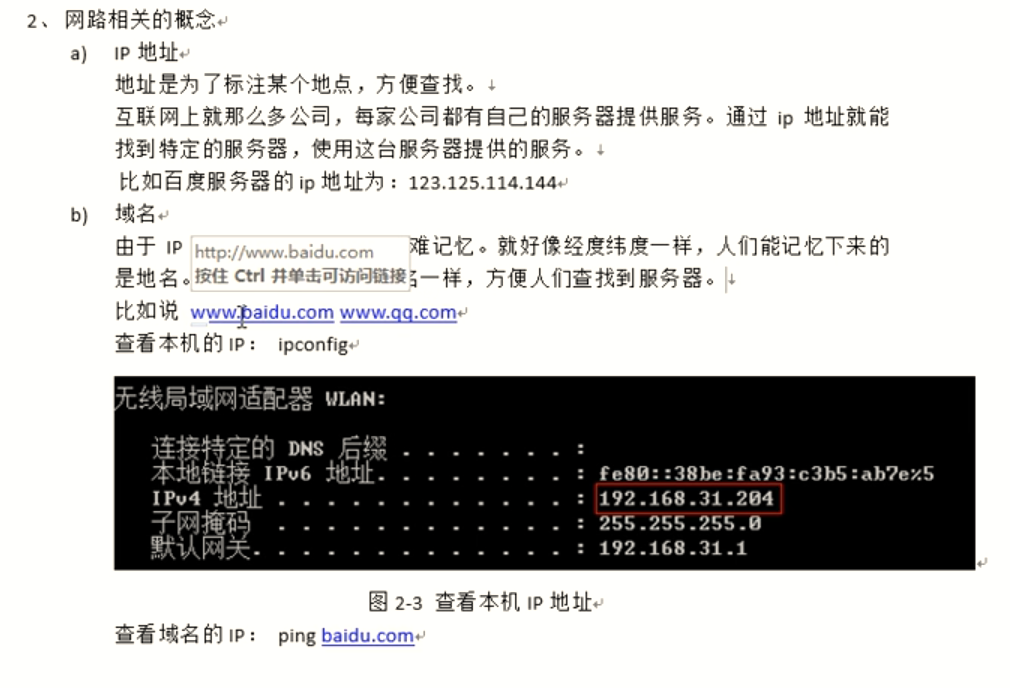 2、网路相关的概念
a) IP 地址
地址是为了标注某个地点，方便查找。
互联网上就那么多公司，每家公司都有自己的服务器提供服务。通过 ip 地址就能
找到特定的服务器，使用这台服务器提供的服务。
比如百度服务器的 ip 地址为：123.125.114.144
b) 域名
由于 IP 难记忆。就好像经度纬度一样，人们能记忆下来的
http://www.baidu.com
是地名。一样，方便人们查找到服务器。
按住 Ctrl 并单击可访问链接
比如说 www.baidu.com www.qq.com
查看本机的 IP： ipconfig
无线局域网适配器 WLAN:
连接特定的 DNS 后缀 . . . . . . . :
本地链接 IPv6 地址. . . . . . . . : fe80::38be:fa93:c3b5:ab7e%5
IPv4 地址 . . . . . . . . . . . . : 192.168.31.204
子网掩码 . . . . . . . . . . . . : 255.255.255.0
默认网关. . . . . . . . . . . . . : 192.168.31.1
图 2-3 查看本机 IP 地址
查看域名的 IP： ping baidu.com